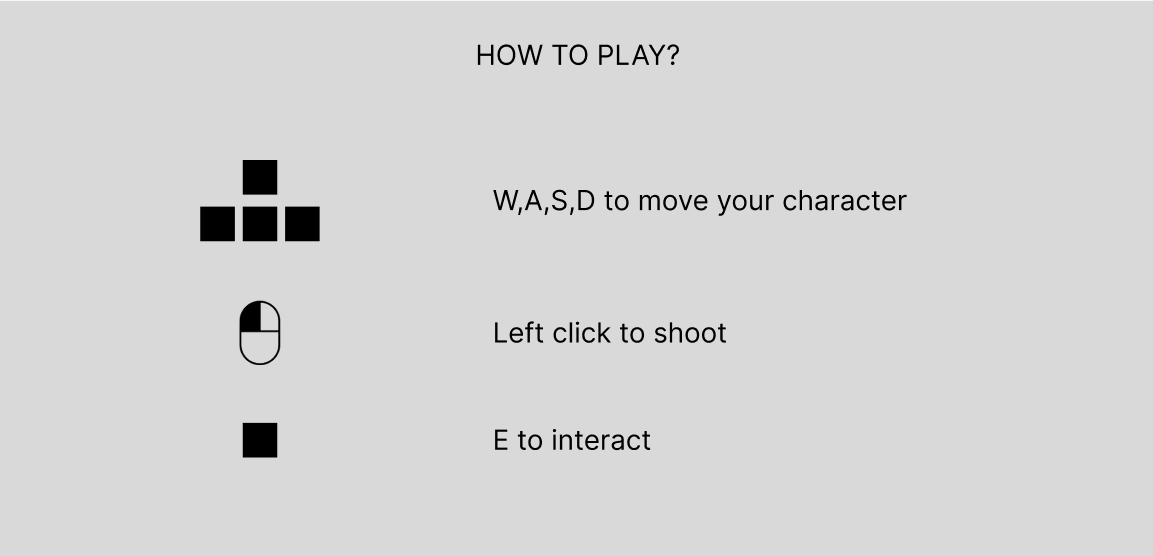 HOW TO PLAY?
W,A,S,D to move your character
Left click to shoot
E to interact